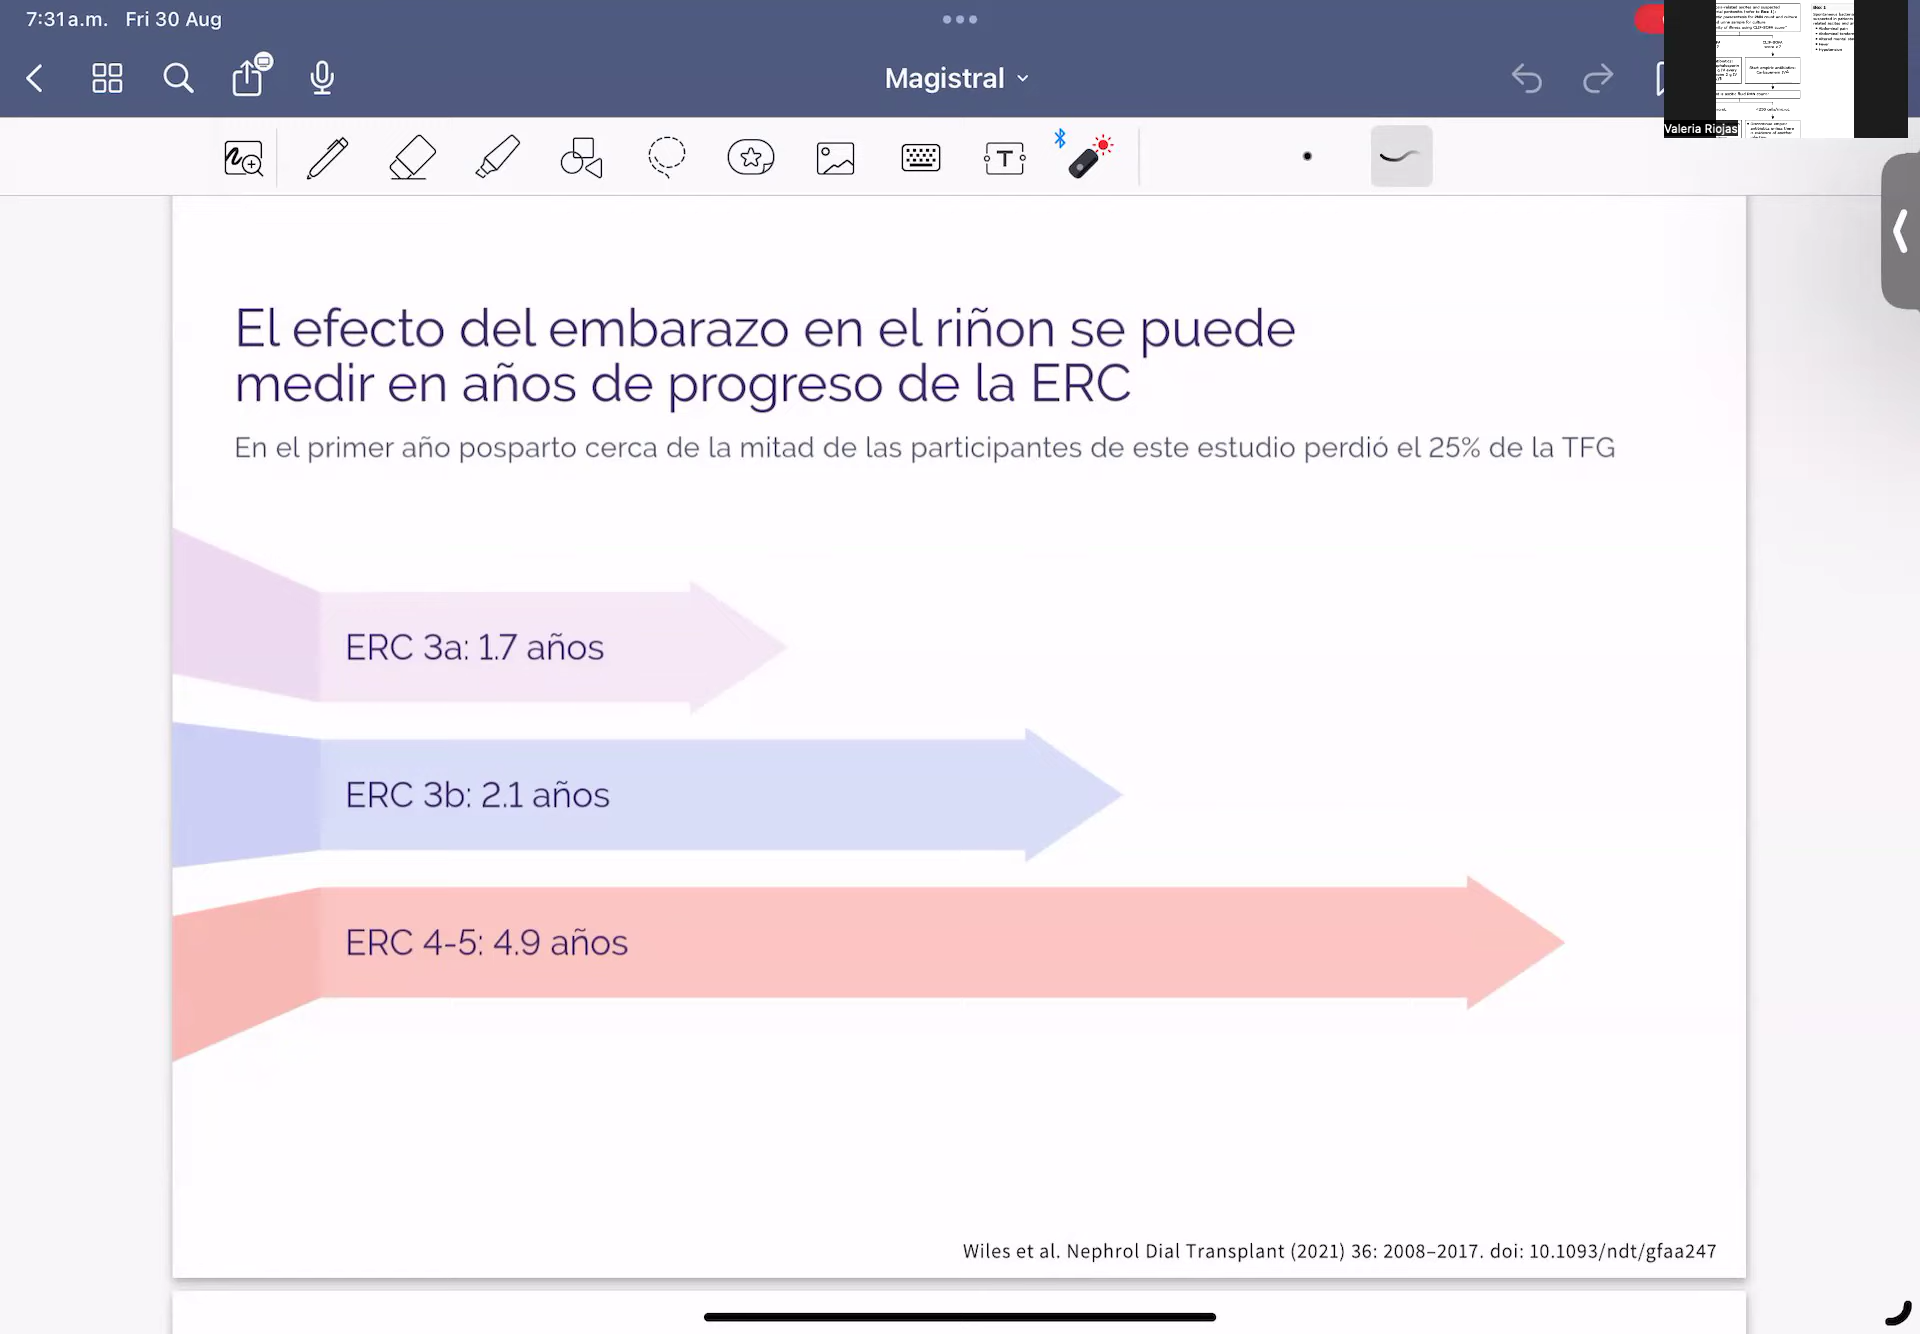 7:31a.m. Fri 30 Aug
Magistral
Valeria Riojas
T
El efecto del embarazo en el riñon se puede
medir en años de progreso de la ERC
En el primer año posparto cerca de la mitad de las participantes de este estudio perdió el 25% de la TFG
ERC 3a: 1.7 años
ERC 3b: 2.1 años
ERC 4-5: 4.9 años
Wiles et al. Nephrol Dial Transplant (2021) 36: 2008–2017. doi: 10.1093/ndt/gfaa247